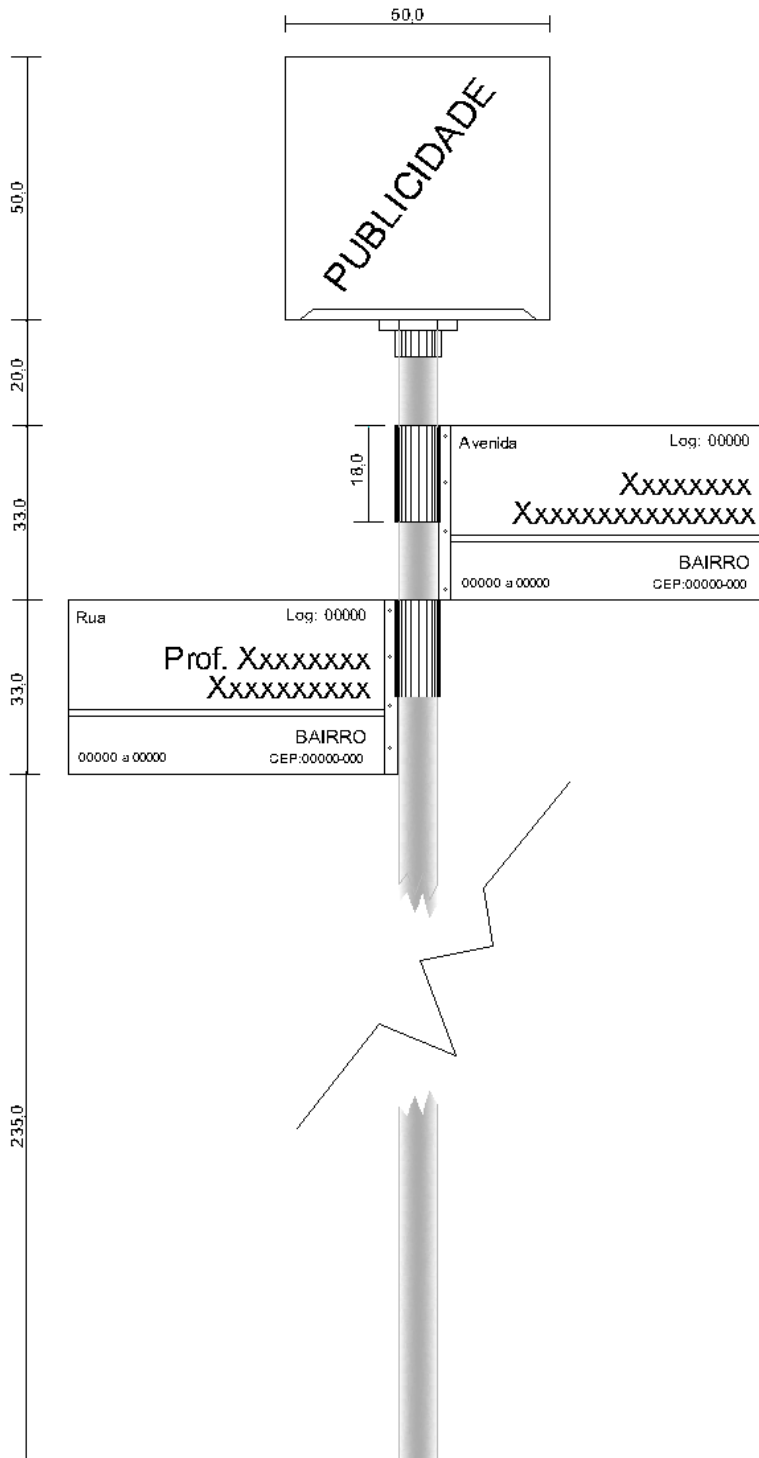 50,0
50,0
PUBLICIDADE
20,0
33,0
18,0
Avenida Log: 00000
Xxxxxxxx
Xxxxxxxxxxxxxxx
BAIRRO
00000 a 00000 CEP:00000-000
33,0
Rua Log: 00000
Prof. Xxxxxxxx
Xxxxxxxxxx
BAIRRO
00000 a 00000 CEP:00000-000
235,0